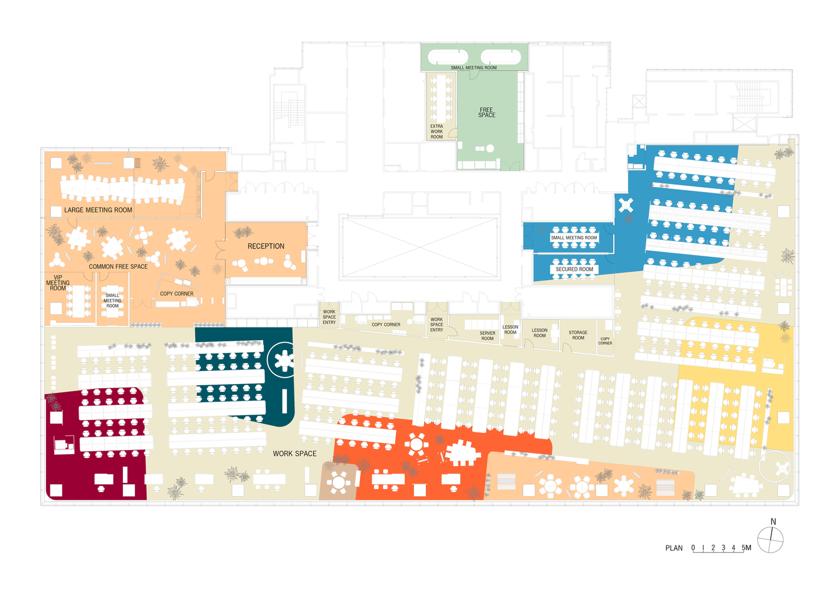 SMALL MEETING ROOM
FREE
SPACE
EXTRA
WORK
ROOM
LARGE MEETING ROOM
RECEPTION
SMALL MEETING ROOM
SECURED ROOM
COMMON FREE SPACE
VIP
MEETING
ROOM
SMALL
MEETING
ROOM
COPY CORNER
WORK
SPACE
ENTRY
COPY CORNER
WORK
SPACE
ENTRY
SERVER
ROOM
LESSON
ROOM
LESSON
ROOM
STORAGE
ROOM
COPY
CORNER
WORK SPACE
N
PLAN 0 1 2 3 4 5M